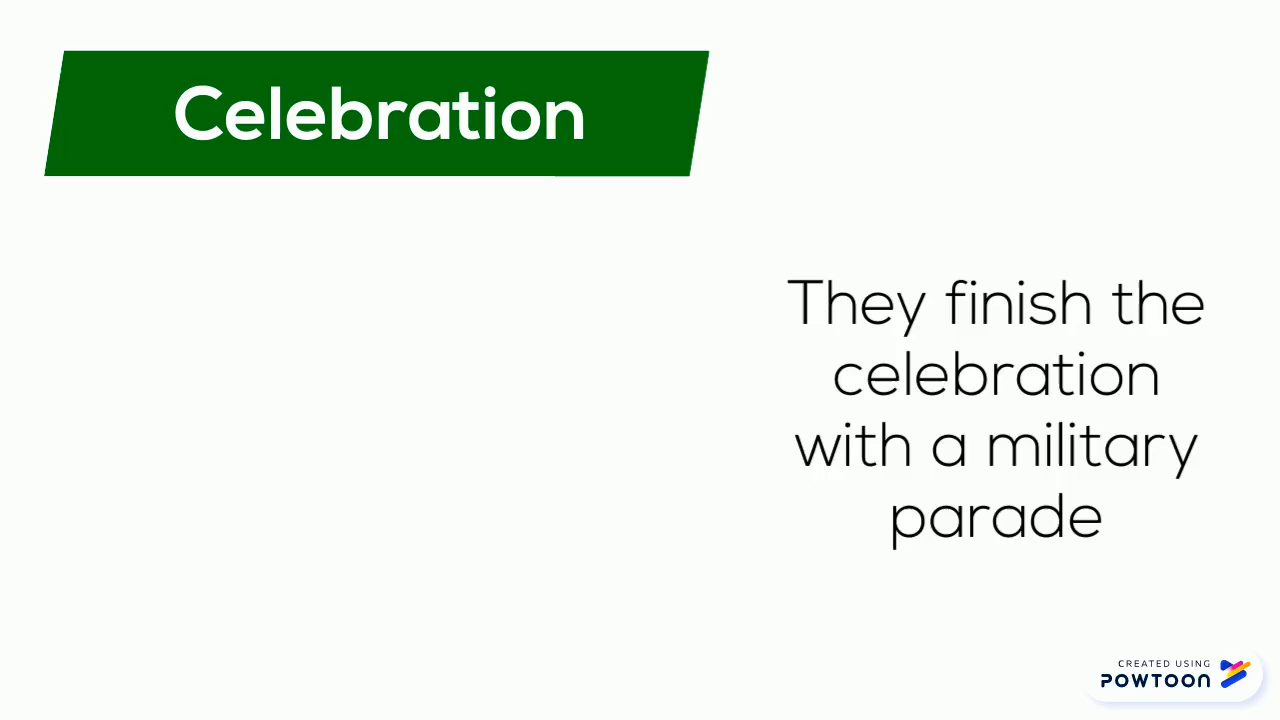 Celebration
They finish the
celebration
with a military
parade
CREATED USING
POWTOON